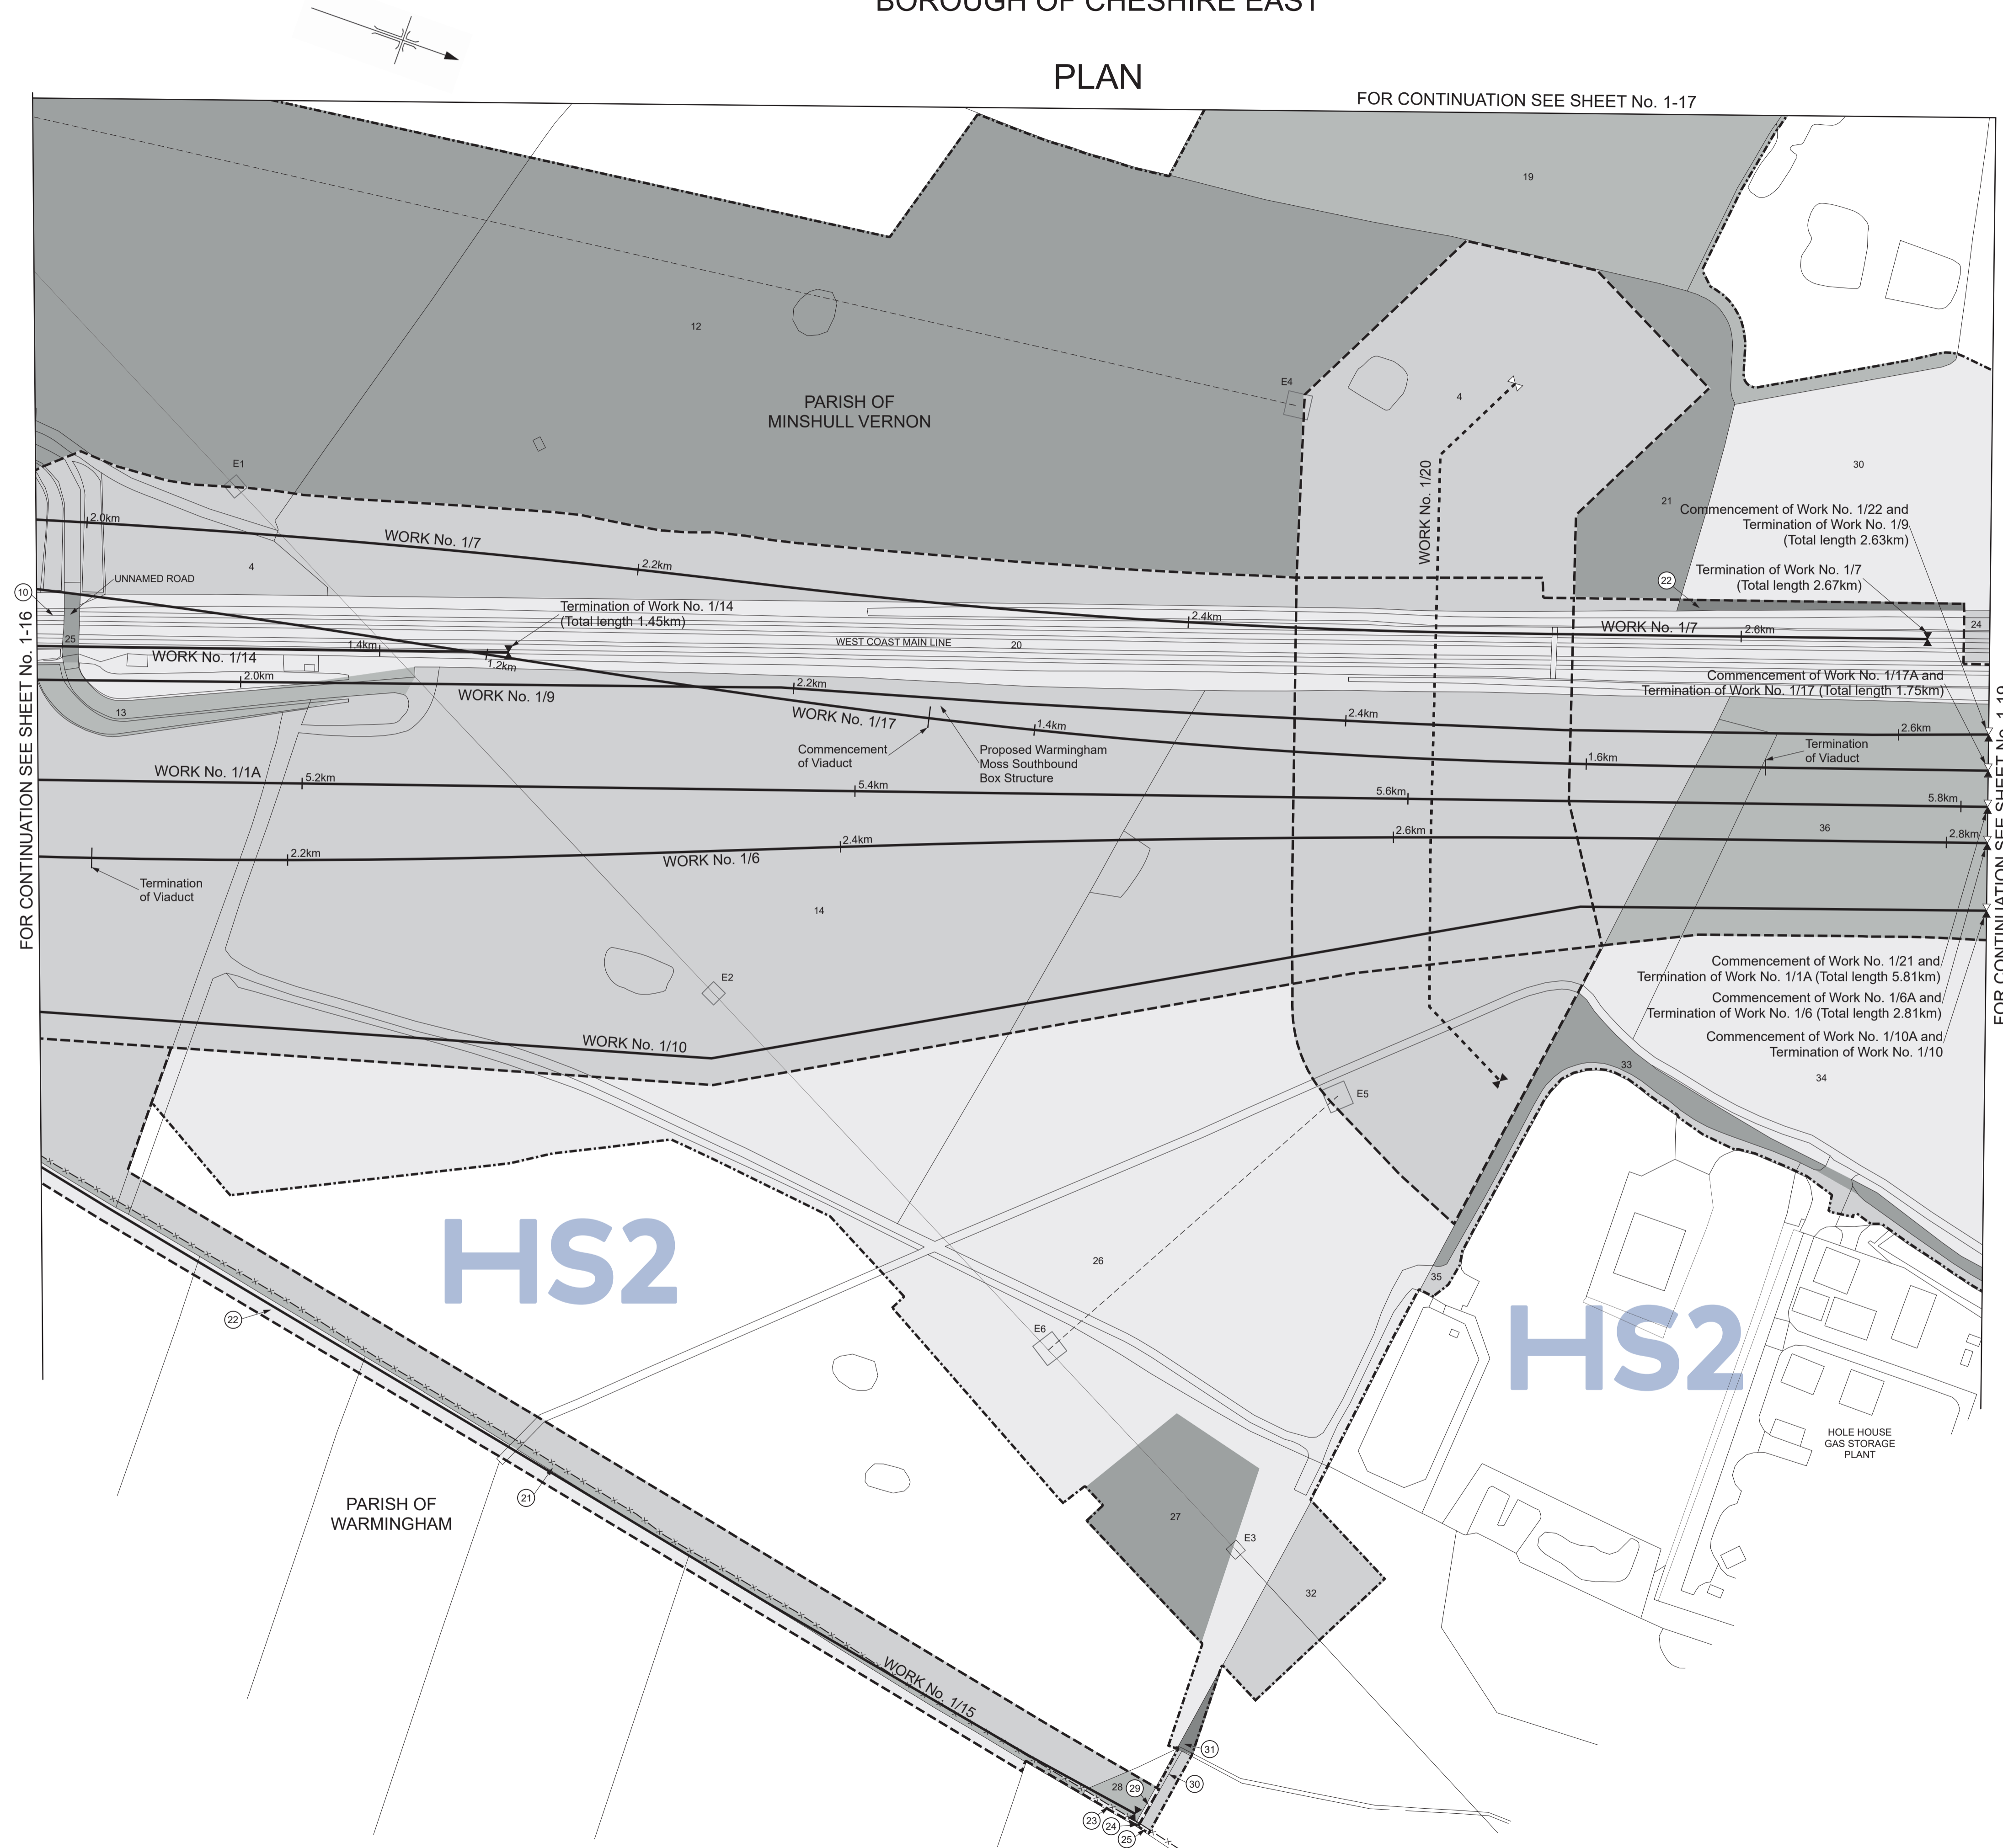 BOROUGH OF CHESHIRE EAST
PLAN
FOR CONTINUATION SEE SHEET No. 1-17
19
12
E4
PARISH OF
MINSHULL VERNON
4
WORK No. 1/20
30
21
E1
Commencement of Work No. 1/22 and
Termination of Work No. 1/9
(Total length 2.63km)
2.0km
WORK No. 1/7
2.2km
4
UNNAMED ROAD
22
Termination of Work No. 1/7
(Total length 2.67km)
10
Termination of Work No. 1/14
(Total length 1.45km)
2.4km
WORK No. 1/7
2.6km
24
25
WEST COAST MAIN LINE
20
1.4km
WORK No. 1/14
1.2km
2.0km
WORK No. 1/9
2.2km
13
WORK No. 1/17
Commencement of Work No. 1/17A and
Termination of Work No. 1/17 (Total length 1.75km)
2.4km
1.4km
2.6km
Commencement
of Viaduct
Proposed Warmingham
Moss Southbound
Box Structure
Termination
of Viaduct
1.6km
WORK No. 1/1A
5.2km
5.4km
5.6km
5.8km
36
2.2km
WORK No. 1/6
2.4km
2.6km
2.8km
Termination
of Viaduct
14
FOR CONTINUATION SEE SHEET No. 1-16
FOR CONTINUATION SEE SHEET No. 1-19
E2
Commencement of Work No. 1/21 and
Termination of Work No. 1/1A (Total length 5.81km)
Commencement of Work No. 1/6A and
Termination of Work No. 1/6 (Total length 2.81km)
Commencement of Work No. 1/10A and
Termination of Work No. 1/10
WORK No. 1/10
33
34
E5
HS2
26
35
22
E6
HS2
HOLE HOUSE
GAS STORAGE
PLANT
21
PARISH OF
WARMINGHAM
27
E3
32
WORK No. 1/15
31
28
29
30
23
24
25